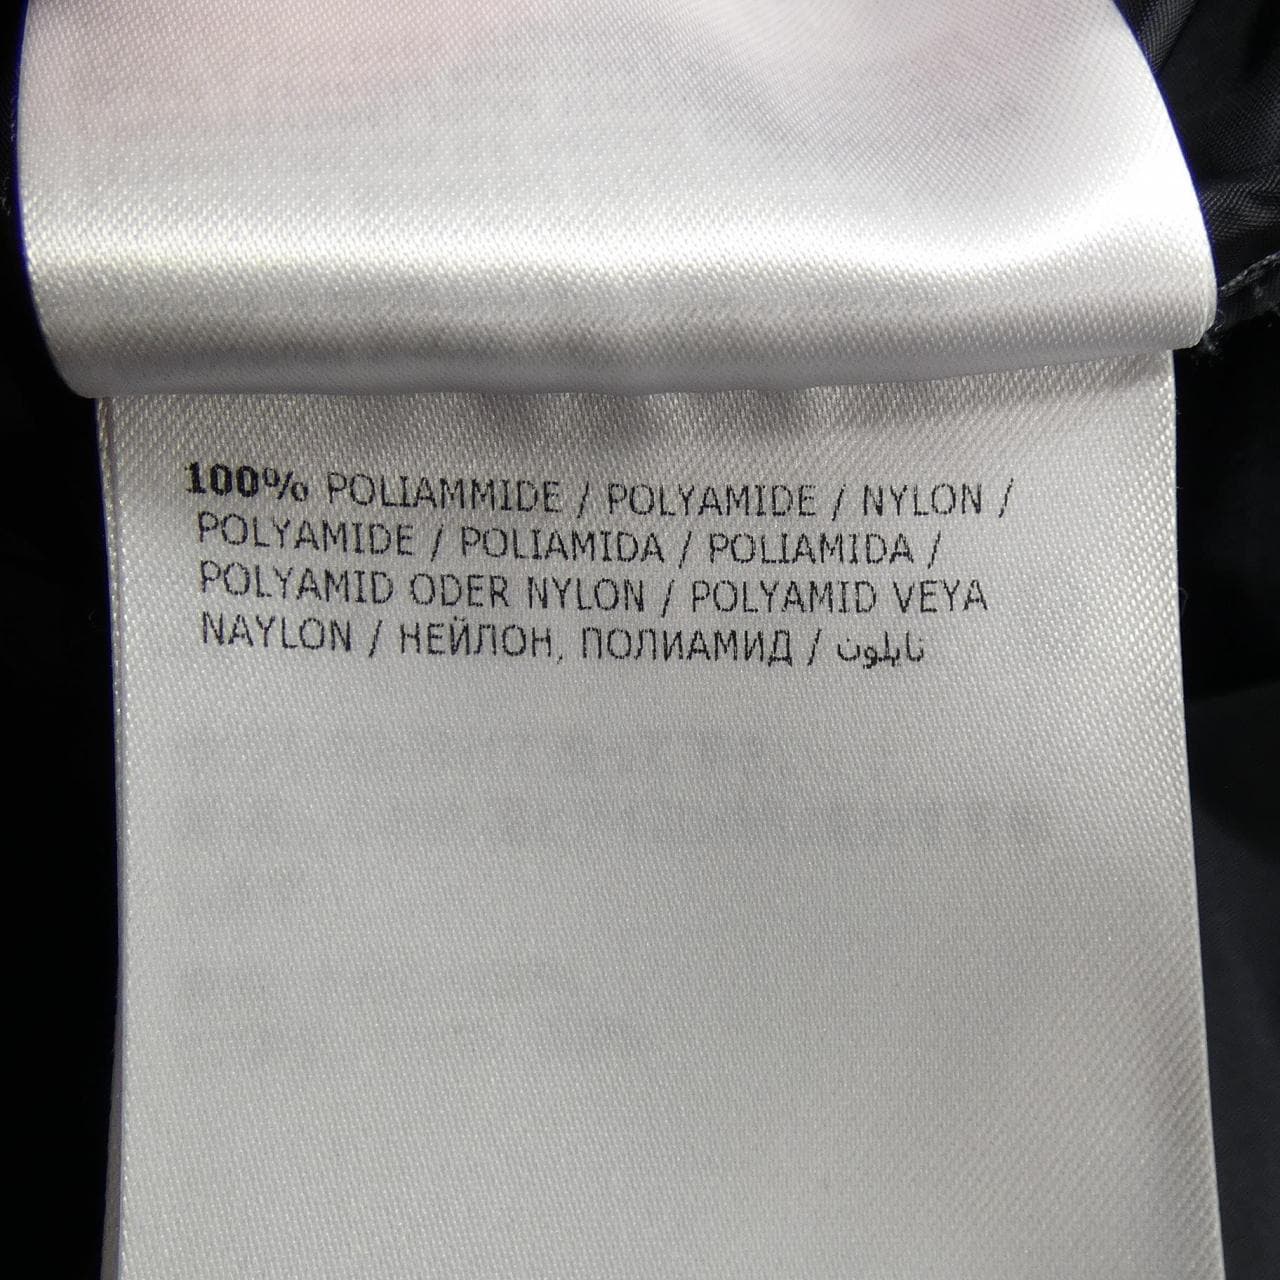 100% POLIAMMIDE / POLYAMIDE / NYLON /
POLYAMIDE / POLIAMIDA / POLIAMIDA /
POLYAMID ODER NYLON / POLYAMID VEYA
NAYLON / НЕЙЛОН, ПОЛИАМИД / نايلون